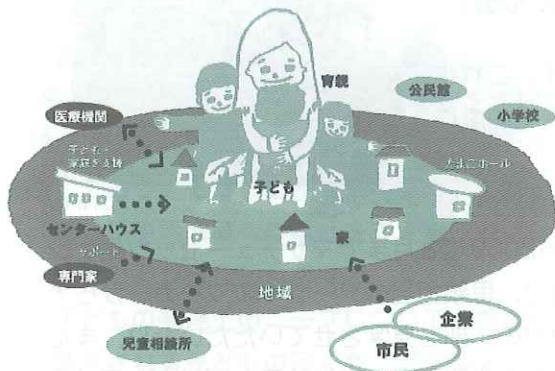 育親
公民館
小学校
医療機関
子ども・
家庭を支援
たまごホール
子ども
センターハウス
家
サポート
専門家
地域
児童相談所
企業
市民